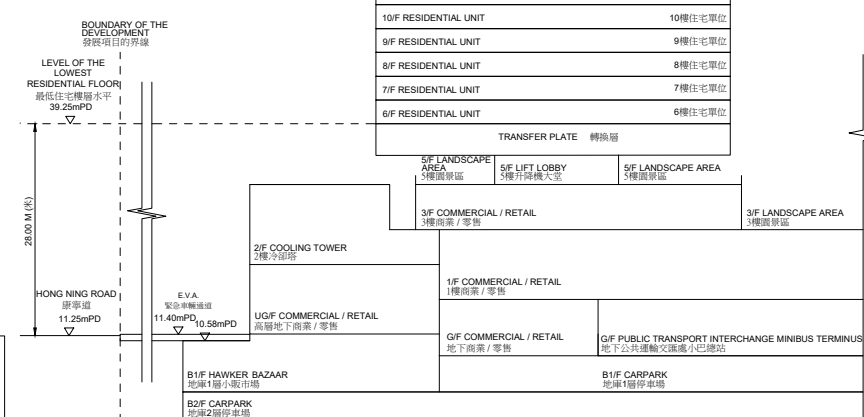 10/F RESIDENTIAL UNIT 10樓住宅單位
9/F RESIDENTIAL UNIT 9樓住宅單位
8/F RESIDENTIAL UNIT 8樓住宅單位
7/F RESIDENTIAL UNIT 7樓住宅單位
6/F RESIDENTIAL UNIT 6樓住宅單位
BOUNDARY OF THE
DEVELOPMENT
發展項目的界線
LEVEL OF THE
LOWEST
RESIDENTIAL FLOOR
最低住宅樓層水平
39.25mPD
TRANSFER PLATE 轉換層
5/F LANDSCAPE
AREA
5樓園景區
5/F LIFT LOBBY
5樓升降機大堂
5/F LANDSCAPE AREA
5樓園景區
28.00 M (米)
3/F COMMERCIAL / RETAIL
3樓商業 / 零售
3/F LANDSCAPE AREA
3樓園景區
2/F COOLING TOWER
2樓冷卻塔
1/F COMMERCIAL / RETAIL
1樓商業 / 零售
HONG NING ROAD
康寧道
11.25mPD
E.V.A.
緊急車輛通道
11.40mPD
10.58mPD
UG/F COMMERCIAL / RETAIL
高層地下商業 / 零售
G/F COMMERCIAL / RETAIL
地下商業 / 零售
G/F PUBLIC TRANSPORT INTERCHANGE MINIBUS TERMINUS
地下公共運輸交匯處小巴總站
B1/F HAWKER BAZAAR
地庫1層小販市場
B1/F CARPARK
地庫1層停車場
B2/F CARPARK
地庫2層停車場